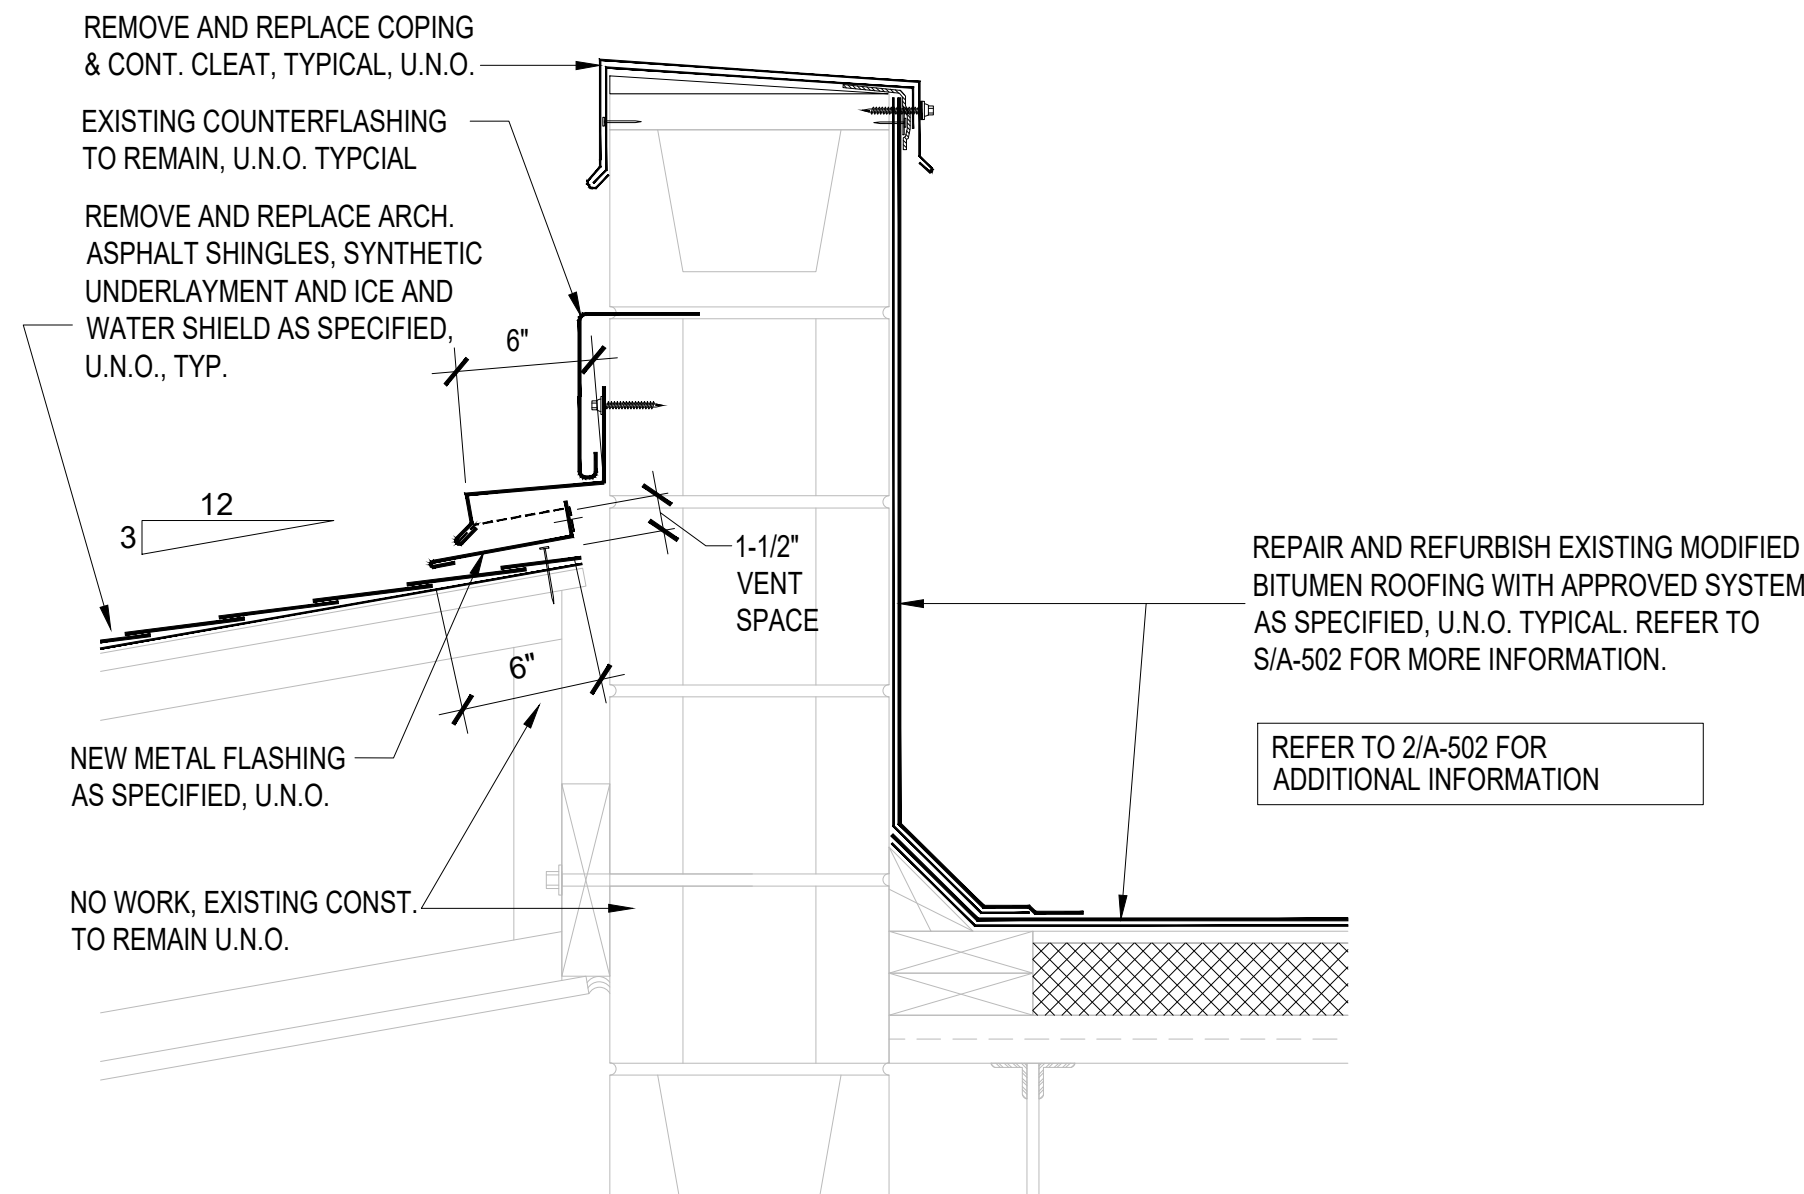 REMOVE AND REPLACE COPING
& CONT. CLEAT, TYPICAL, U.N.O.
EXISTING COUNTERFLASHING
TO REMAIN, U.N.O. TYPCIAL
REMOVE AND REPLACE ARCH.
ASPHALT SHINGLES, SYNTHETIC
UNDERLAYMENT AND ICE AND
WATER SHIELD AS SPECIFIED,
U.N.O., TYP.
6"
12
3
1-1/2"
VENT
SPACE
6"
NEW METAL FLASHING
AS SPECIFIED, U.N.O.
NO WORK, EXISTING CONST.
TO REMAIN U.N.O.
REPAIR AND REFURBISH EXISTING MODIFIED
BITUMEN ROOFING WITH APPROVED SYSTEM
AS SPECIFIED, U.N.O. TYPICAL. REFER TO
S/A-502 FOR MORE INFORMATION.
REFER TO 2/A-502 FOR
ADDITIONAL INFORMATION